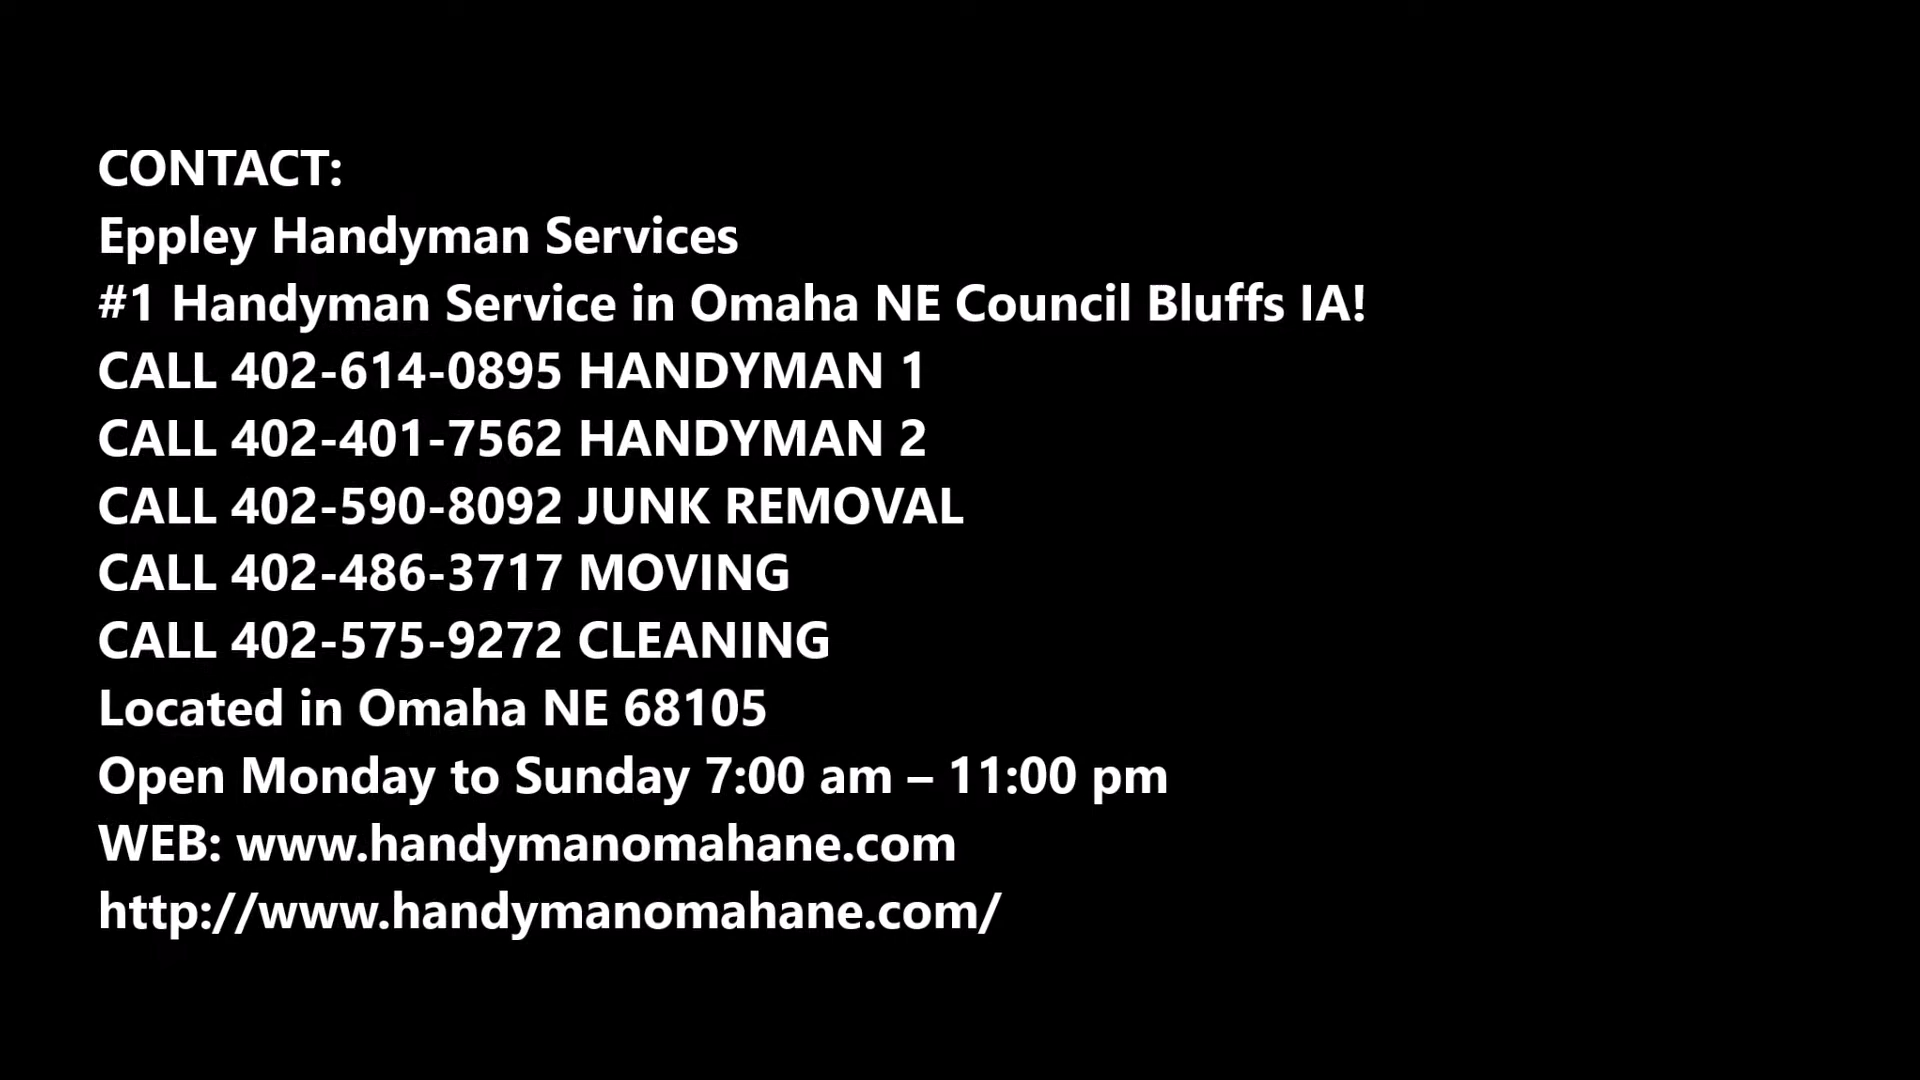 CONTACT:
Eppley Handyman Services
#1 Handyman Service in Omaha NE Council Bluffs IA!
CALL 402-614-0895 HANDYMAN 1
CALL 402-401-7562 HANDYMAN 2
CALL 402-590-8092 JUNK REMOVAL
CALL 402-486-3717 MOVING
CALL 402-575-9272 CLEANING
Located in Omaha NE 68105
Open Monday to Sunday 7:00 am – 11:00 pm
WEB: www.handymanomahane.com
http://www.handymanomahane.com/